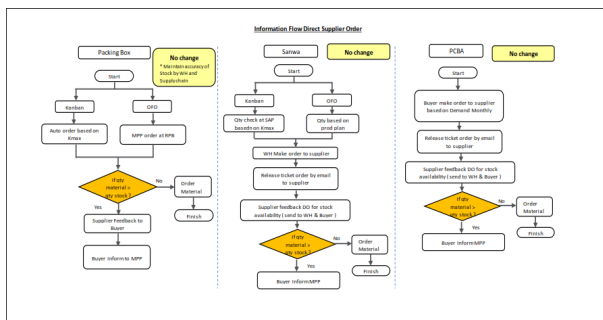 Information Flow Direct Supplier Order
Packing Box
No change
* Maintain accuracy of
Stock by WH and
Supplychain
Start
Kanban
OFO
Auto order based on
Kmax
MPP order at RPB
If qty
material >
qty stock ?
No
Order
Material
Finish
Yes
Supplier Feedback to
Buyer
Buyer Inform to MPP
Sanwa
No change
Start
Kanban
OFO
Qty check at SAP
based on Kmax
Qty based on
prod plan
WH Make order to supplier
Release ticket order by email
to supplier
Supplier feedback DO for stock
availability ( send to WH & Buyer )
If qty
material >
qty stock ?
No
Order
Material
Finish
Yes
Buyer Inform MPP
PCBA
No change
Start
Buyer make order to supplier
based on Demand Monthly
Release ticket order by email
to supplier
Supplier feedback DO for stock
availability ( send to WH & Buyer )
If qty
material >
qty stock ?
No
Order
Material
Finish
Yes
Buyer Inform MPP